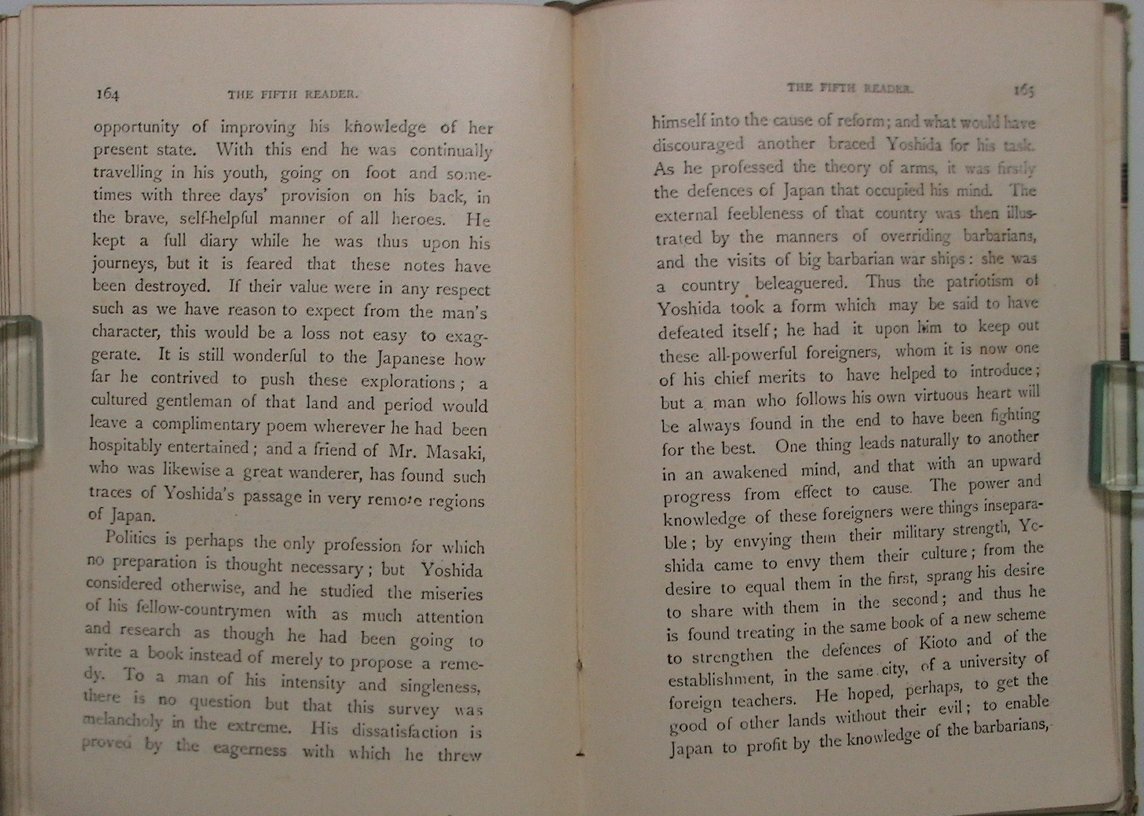 164
THE FIFTH READER.
opportunity of improving his knowledge of her
present state. With this end he was continually
travelling in his youth, going on foot and some-
times with three days' provision on his back, in
the brave, self-helpful manner of all heroes. He
kept a full diary while he was thus upon his
journeys, but it is feared that these notes have
been destroyed. If their value were in any respect
such as we have reason to expect from the man's
character, this would be a loss not easy to exag-
gerate. It is still wonderful to the Japanese how
far he contrived to push these explorations; a
cultured gentleman of that land and period would
leave a complimentary poem wherever he had been
hospitably entertained; and a friend of Mr. Masaki,
who was likewise a great wanderer, has found such
traces of Yoshida's passage in very remote regions
of Japan.
Politics is perhaps the only profession for which
no preparation is thought necessary; but Yoshida
considered otherwise, and he studied the miseries
of his fellow-countrymen with as much attention
and research as though he had been going to
write a book instead of merely to propose a reme-
dy. To a man of his intensity and singleness,
there is no question but that this survey was
melancholy in the extreme. His dissatisfaction is
proved by the eagerness with which he threw
THE FIFTH READER.
165
himself into the cause of reform; and what would have
discouraged another braced Yoshida for his task.
As he professed the theory of arms, it was firstly
the defences of Japan that occupied his mind. The
external feebleness of that country was then illus-
trated by the manners of overriding barbarians,
and the visits of big barbarian war ships: she was
a country beleaguered. Thus the patriotism of
Yoshida took a form which may be said to have
defeated itself; he had it upon him to keep out
these all-powerful foreigners, whom it is now one
of his chief merits to have helped to introduce;
but a man who follows his own virtuous heart will
be always found in the end to have been fighting
for the best. One thing leads naturally to another
in an awakened mind, and that with an upward
progress from effect to cause. The power and
knowledge of these foreigners were things insepara-
ble; by envying them their military strength, Yo-
shida came to envy them their culture; from the
desire to equal them in the first, sprang his desire
to share with them in the second; and thus he
is found treating in the same book of a new scheme
to strengthen the defences of Kioto and of the
establishment, in the same city, of a university of
foreign teachers. He hoped, perhaps, to get the
good of other lands without their evil; to enable
Japan to profit by the knowledge of the barbarians,